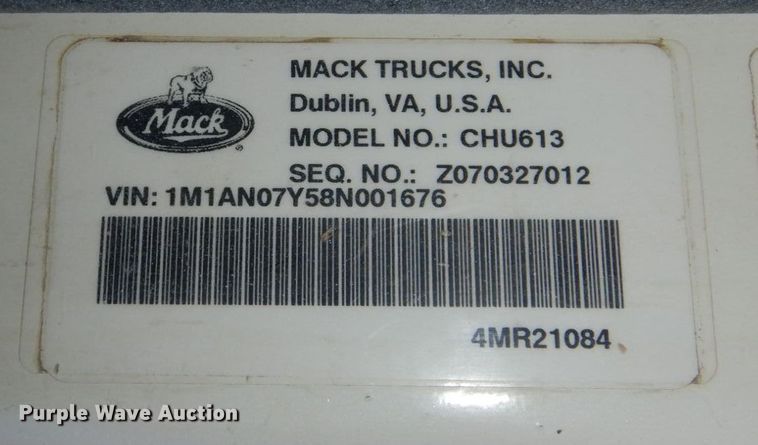 MACK TRUCKS, INC.
Dublin, VA, U.S.A.
Mack
®
MODEL NO.: CHU613
SEQ. NO.: Z070327012
VIN: 1M1AN07Y58N001676
4MR21084
Purple Wave Auction